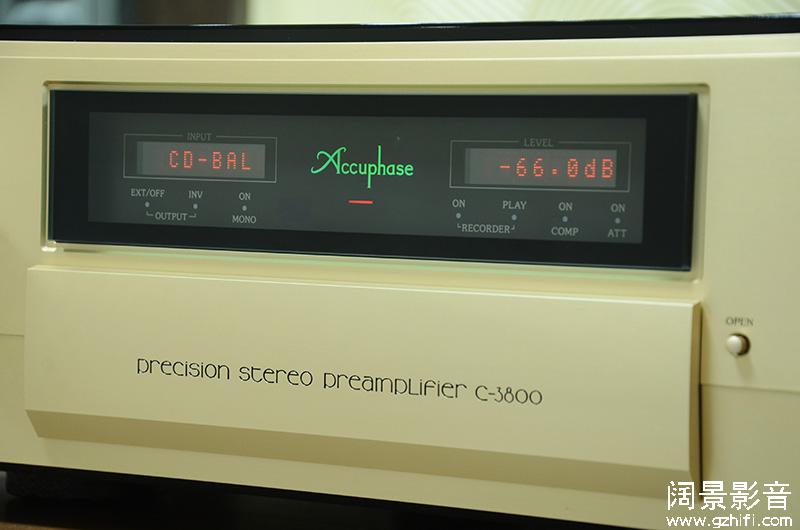 INPUT
CD-BAL
Accuphase
LEVEL
-66.0dB
EXT/OFF INV ON
OUTPUT MONO
ON PLAY ON ON
RECORDER COMP ATT
OPEN
precision stereo preamplifier C-3800
阔景影音
www.gzhifi.com